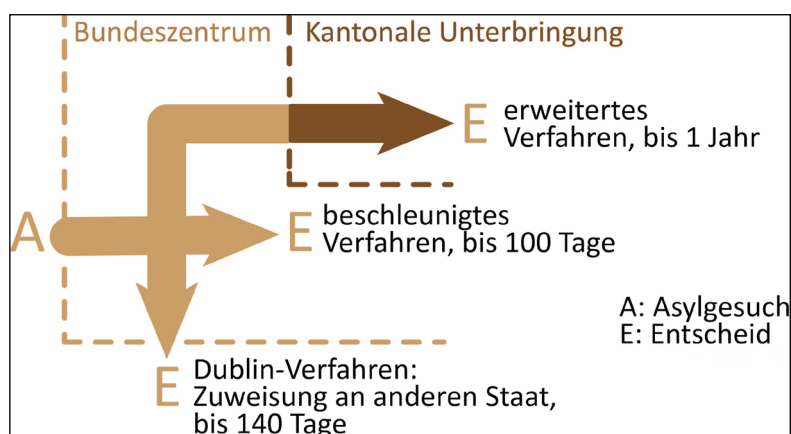 Bundeszentrum
Kantonale Unterbringung
E
erweitertes
Verfahren, bis 1 Jahr
A
E
beschleunigtes
Verfahren, bis 100 Tage
A: Asylgesuch
E: Entscheid
E
Dublin-Verfahren:
Zuweisung an anderen Staat,
bis 140 Tage